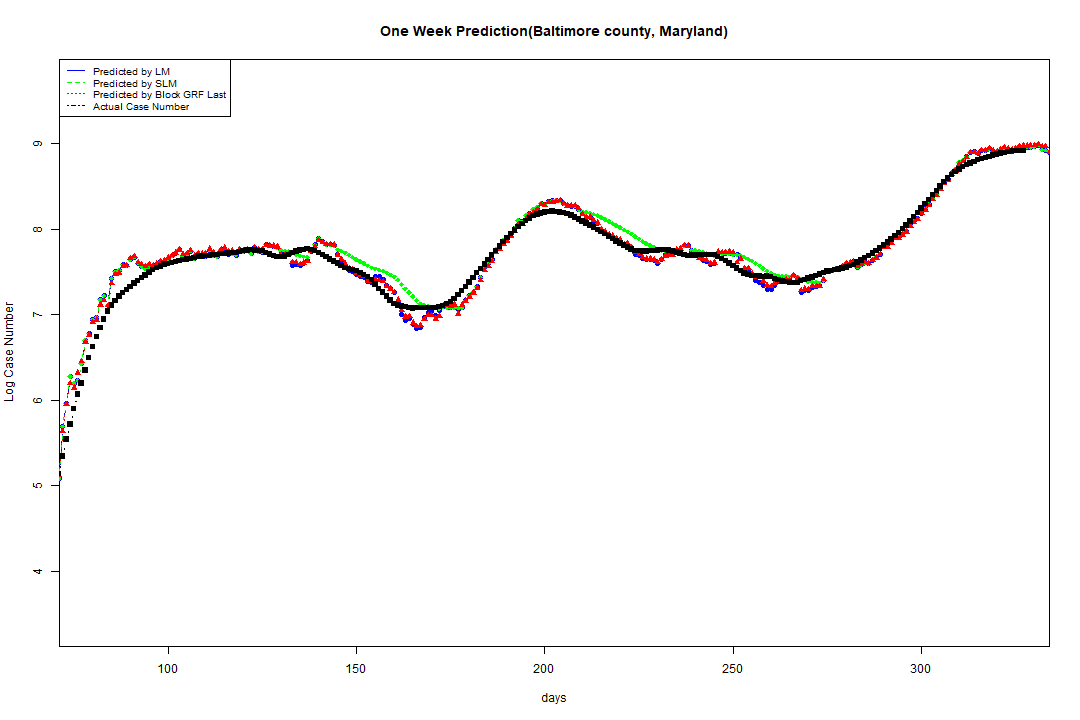 One Week Prediction(Baltimore county, Maryland)
Predicted by LM
Predicted by SLM
Predicted by Block GRF Last
Actual Case Number
9
8
7
6
5
4
Log Case Number
100 150 200 250 300
days